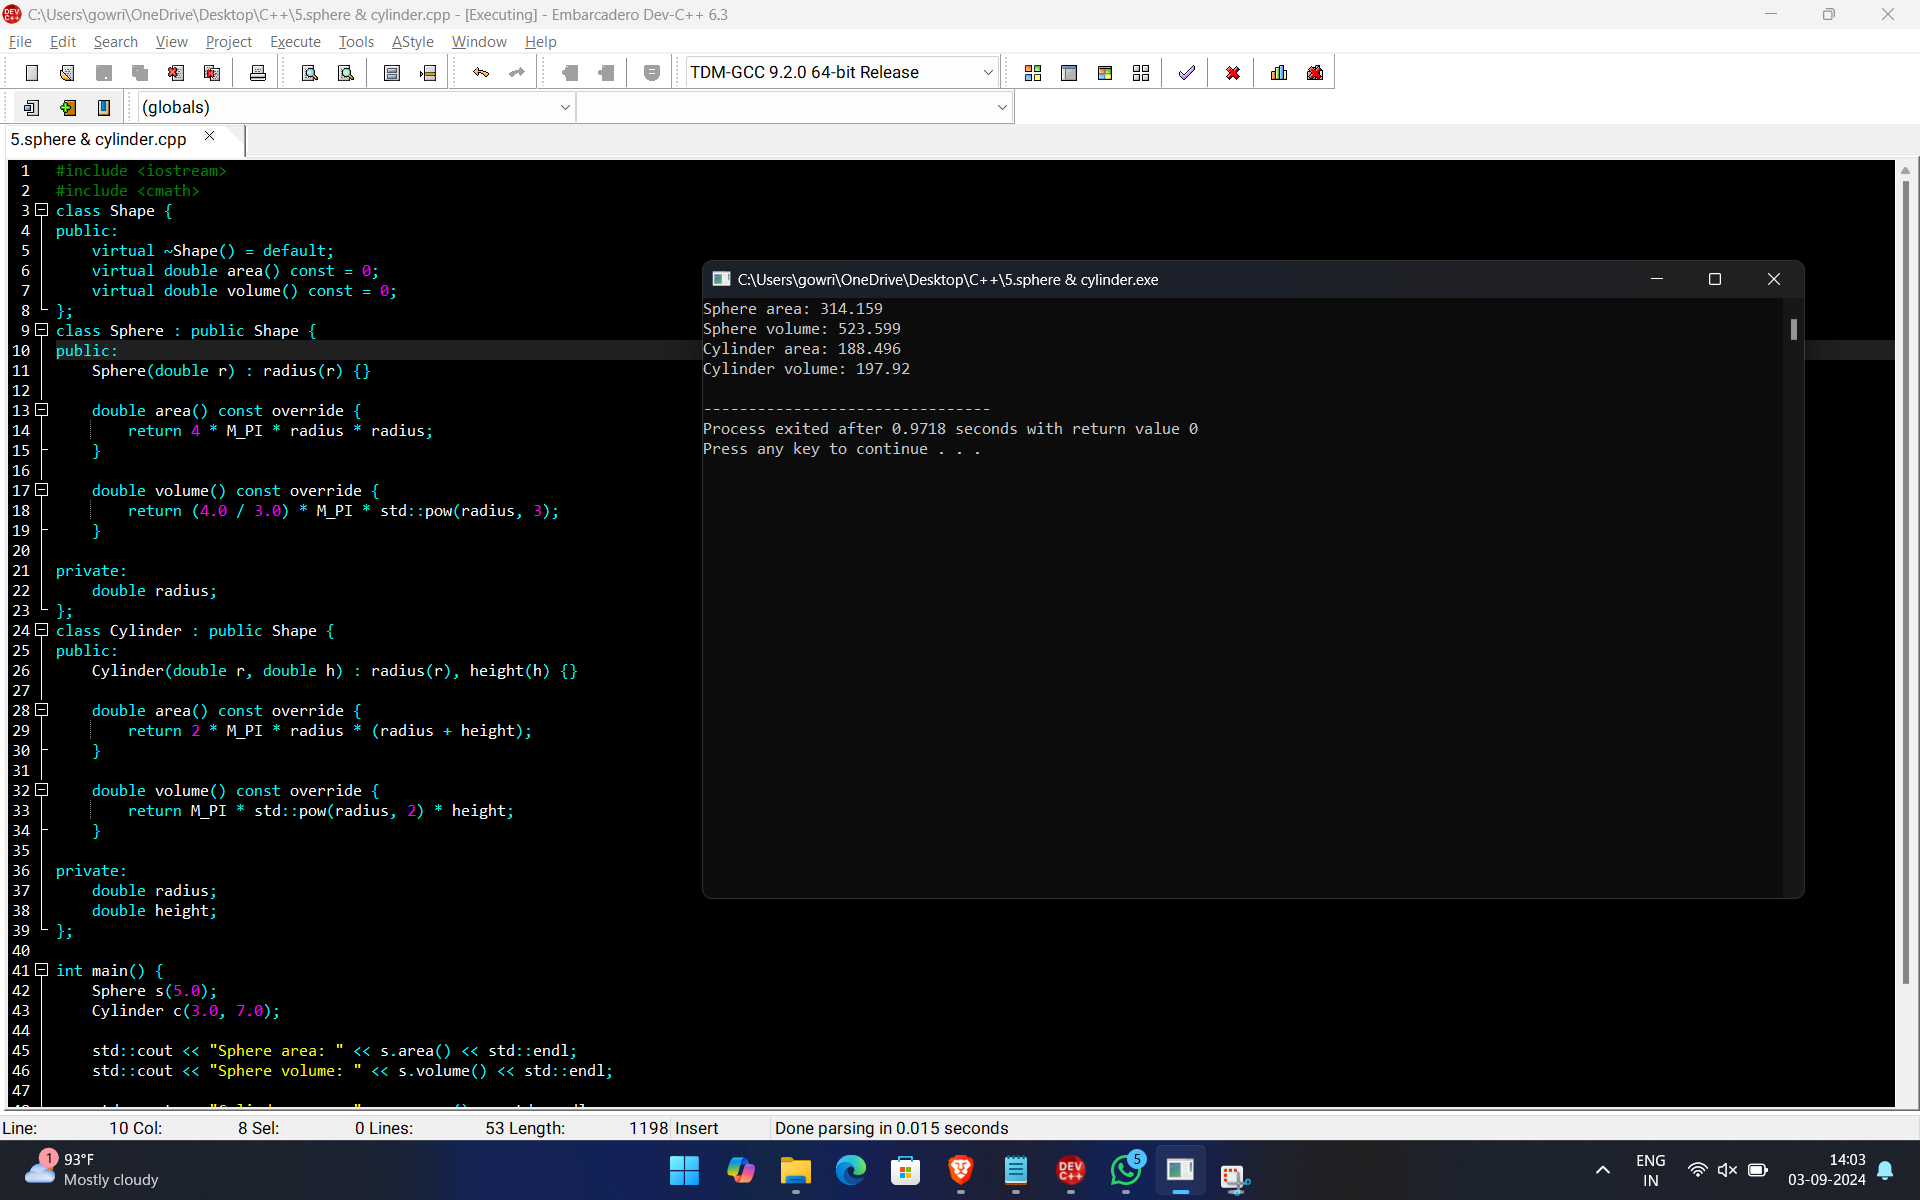 C:\Users\gowri\OneDrive\Desktop\C++\5.sphere & cylinder.cpp - [Executing] - Embarcadero Dev-C++ 6.3
File Edit Search View Project Execute Tools AStyle Window Help
TDM-GCC 9.2.0 64-bit Release
(globals)
5.sphere & cylinder.cpp
1 #include <iostream>
2 #include <cmath>
3 class Shape {
4 public:
5 virtual ~Shape() = default;
6 virtual double area() const = 0;
7 virtual double volume() const = 0;
8 };
9 class Sphere : public Shape {
10 public:
11 Sphere(double r) : radius(r) {}
12
13 double area() const override {
14 return 4 * M_PI * radius * radius;
15 }
16
17 double volume() const override {
18 return (4.0 / 3.0) * M_PI * std::pow(radius, 3);
19 }
20
21 private:
22 double radius;
23 };
24 class Cylinder : public Shape {
25 public:
26 Cylinder(double r, double h) : radius(r), height(h) {}
27
28 double area() const override {
29 return 2 * M_PI * radius * (radius + height);
30 }
31
32 double volume() const override {
33 return M_PI * std::pow(radius, 2) * height;
34 }
35
36 private:
37 double radius;
38 double height;
39 };
40
41 int main() {
42 Sphere s(5.0);
43 Cylinder c(3.0, 7.0);
44
45 std::cout << "Sphere area: " << s.area() << std::endl;
46 std::cout << "Sphere volume: " << s.volume() << std::endl;
47
C:\Users\gowri\OneDrive\Desktop\C++\5.sphere & cylinder.exe
Sphere area: 314.159
Sphere volume: 523.599
Cylinder area: 188.496
Cylinder volume: 197.92
--------------------------------
Process exited after 0.9718 seconds with return value 0
Press any key to continue . . .
Line: 10 Col: 8 Sel: 0 Lines: 53 Length: 1198 Insert Done parsing in 0.015 seconds
1 93°F
Mostly cloudy
DEV C++
5
ENG
IN
14:03
03-09-2024